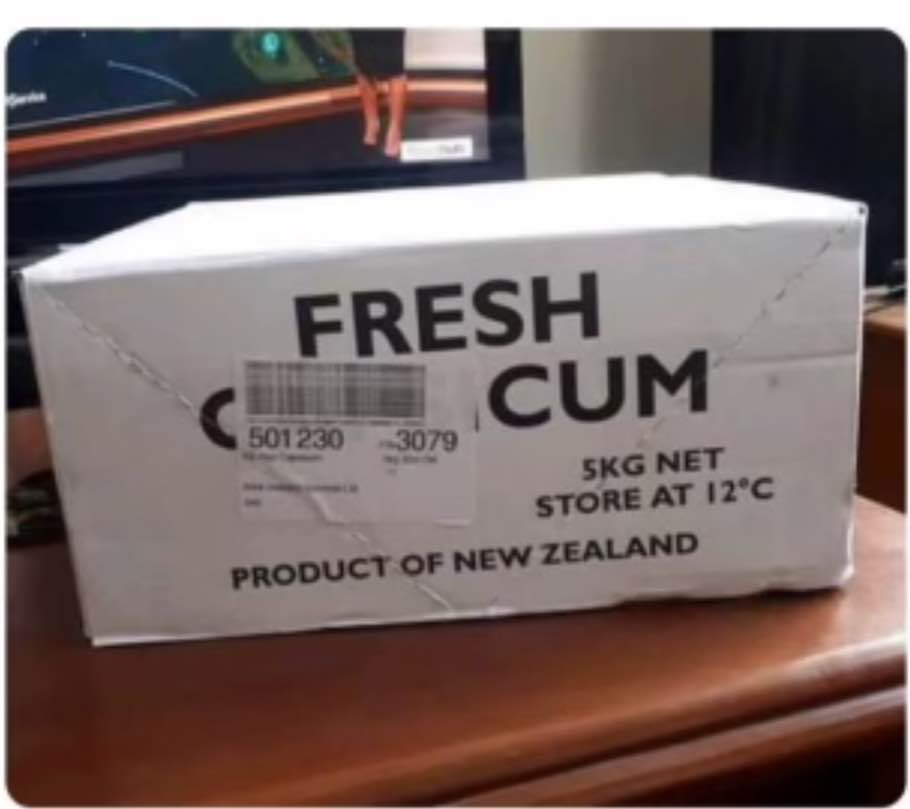 FRESH
C CUM
501230 3079
5KG NET
STORE AT 12°C
PRODUCT OF NEW ZEALAND